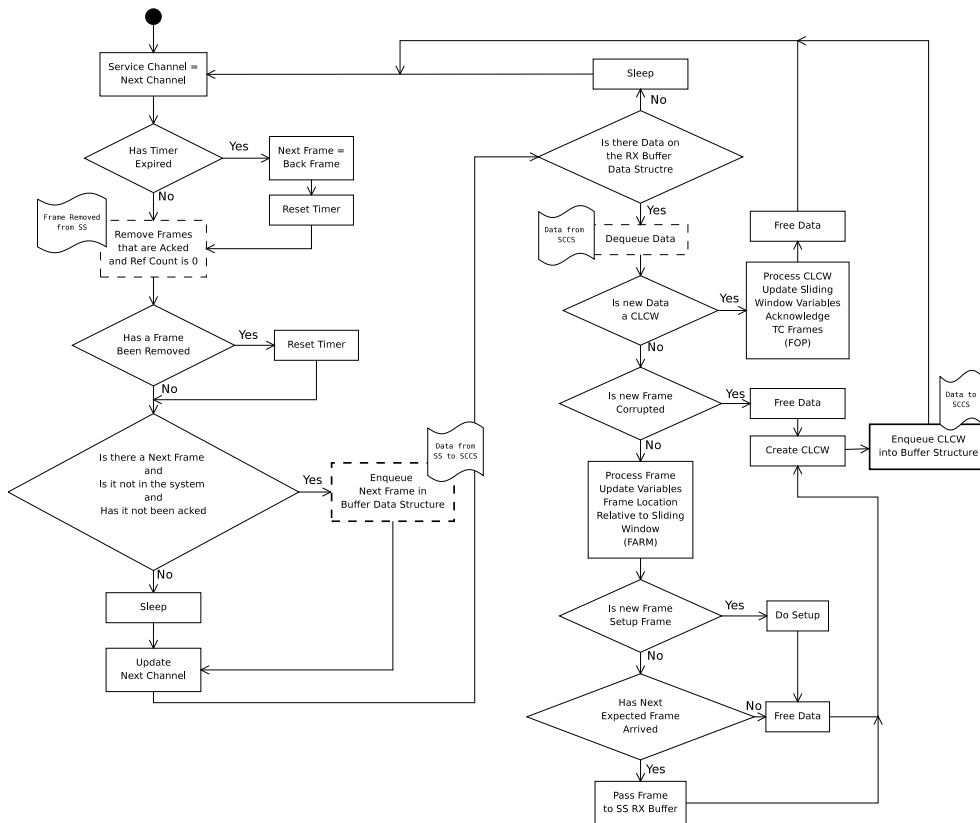 Service Channel =
Next Channel
Has Timer
Expired
Yes
No
Next Frame =
Back Frame
Reset Timer
Frame Removed
from SS
Remove Frames
that are Acked
and Ref Count is 0
Has a Frame
Been Removed
Yes
No
Reset Timer
Is there a Next Frame
and
Is it not in the system
and
Has it not been acked
Yes
No
Data from
SS to SCCS
Enqueue
Next Frame in
Buffer Data Structure
Sleep
Update
Next Channel
Sleep
No
Is there Data on
the RX Buffer
Data Structre
Yes
Data from
SCCS
Dequeue Data
Is new Data
a CLCW
Yes
No
Free Data
Process CLCW
Update Sliding
Window Variables
Acknowledge
TC Frames
(FOP)
Is new Frame
Corrupted
Yes
No
Free Data
Create CLCW
Data to
SCCS
Enqueue CLCW
into Buffer Structure
Process Frame
Update Variables
Frame Location
Relative to Sliding
Window
(FARM)
Is new Frame
Setup Frame
Yes
No
Do Setup
Has Next
Expected Frame
Arrived
No
Yes
Free Data
Pass Frame
to SS RX Buffer